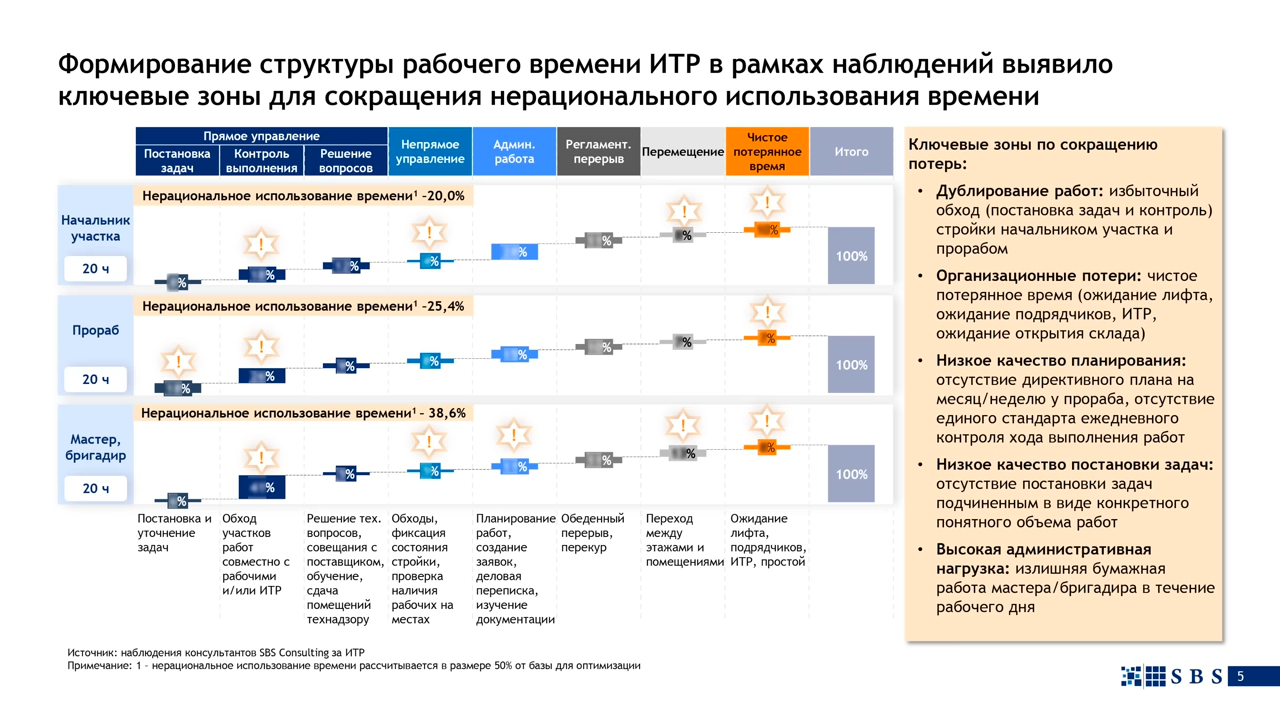 Формирование структуры рабочего времени ИТР в рамках наблюдений выявило
ключевые зоны для сокращения нерационального использования времени
Прямое управление
Постановка
задач
Контроль
выполнения
Решение
вопросов
Непрямое
управление
Админ.
работа
Регламент.
перерыв
Перемещение
Чистое
потерянное
время
Итого
Нерациональное использование времени¹ –20,0%
Начальник
участка
20 ч
! ! ! !
% % % % % % % %
100%
Нерациональное использование времени¹ –25,4%
Прораб
20 ч
! ! !
% % % % % % % %
100%
Нерациональное использование времени¹ – 38,6%
Мастер,
бригадир
20 ч
! ! ! ! !
% % % % % % % %
100%
Постановка и
уточнение
задач
Обход
участков
работ
совместно с
рабочими
и/или ИТР
Решение тех.
вопросов,
совещания с
поставщиком,
обучение,
сдача
помещений
технадзору
Обходы,
фиксация
состояния
стройки,
проверка
наличия
рабочих на
местах
Планирование
работ,
создание
заявок,
деловая
переписка,
изучение
документации
Обеденный
перерыв,
перекур
Переход
между
этажами и
помещениями
Ожидание
лифта,
подрядчиков,
ИТР, простой
Ключевые зоны по сокращению
потерь:
• Дублирование работ: избыточный
обход (постановка задач и контроль)
стройки начальником участка и
прорабом
• Организационные потери: чистое
потерянное время (ожидание лифта,
ожидание подрядчиков, ИТР,
ожидание открытия склада)
• Низкое качество планирования:
отсутствие директивного плана на
месяц/неделю у прораба, отсутствие
единого стандарта ежедневного
контроля хода выполнения работ
• Низкое качество постановки задач:
отсутствие постановки задач
подчиненным в виде конкретного
понятного объема работ
• Высокая административная
нагрузка: излишняя бумажная
работа мастера/бригадира в течение
рабочего дня
Источник: наблюдения консультантов SBS Consulting за ИТР
Примечание: 1 – нерациональное использование времени рассчитывается в размере 50% от базы для оптимизации
SBS
5